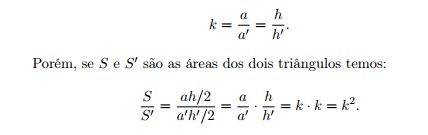 k = a/a' = h/h'.
Porém, se S e S' são as áreas dos dois triângulos temos:
S/S' = ah/2 / a'h'/2 = a/a' · h/h' = k · k = k².